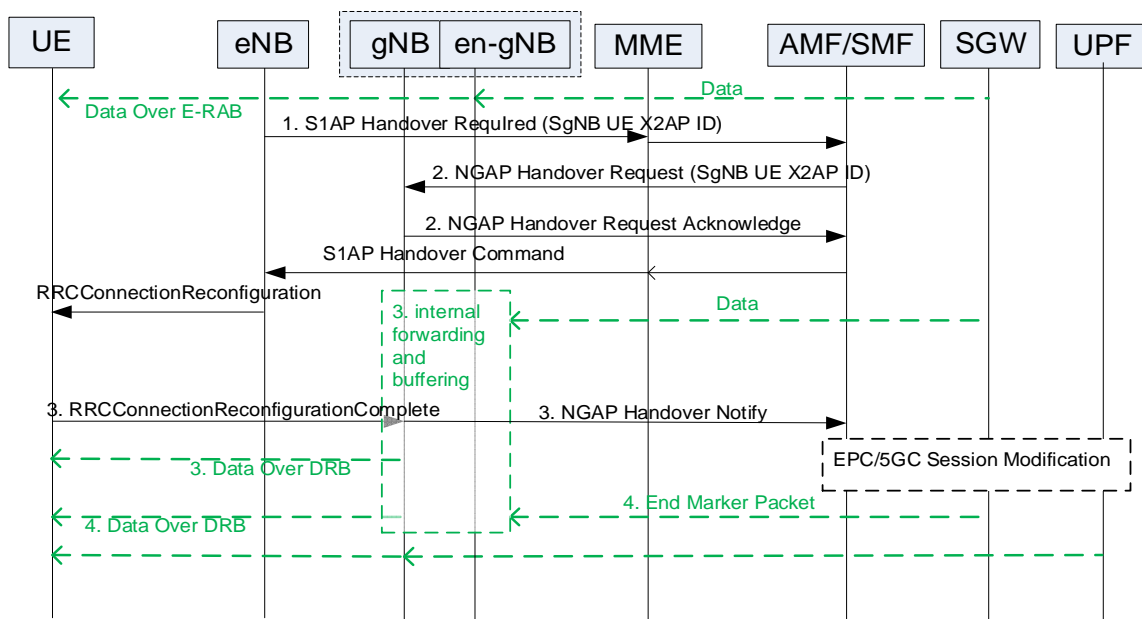 UE
eNB
gNB
en-gNB
MME
AMF/SMF
SGW
UPF
Data
Data Over E-RAB
1. S1AP Handover RequIred (SgNB UE X2AP ID)
2. NGAP Handover Request (SgNB UE X2AP ID)
2. NGAP Handover Request Acknowledge
S1AP Handover Command
RRCConnectionReconfiguration
3. internal
forwarding
and
buffering
Data
3. RRCConnectionReconfigurationComplete
3. NGAP Handover Notify
EPC/5GC Session Modification
3. Data Over DRB
4. End Marker Packet
4. Data Over DRB